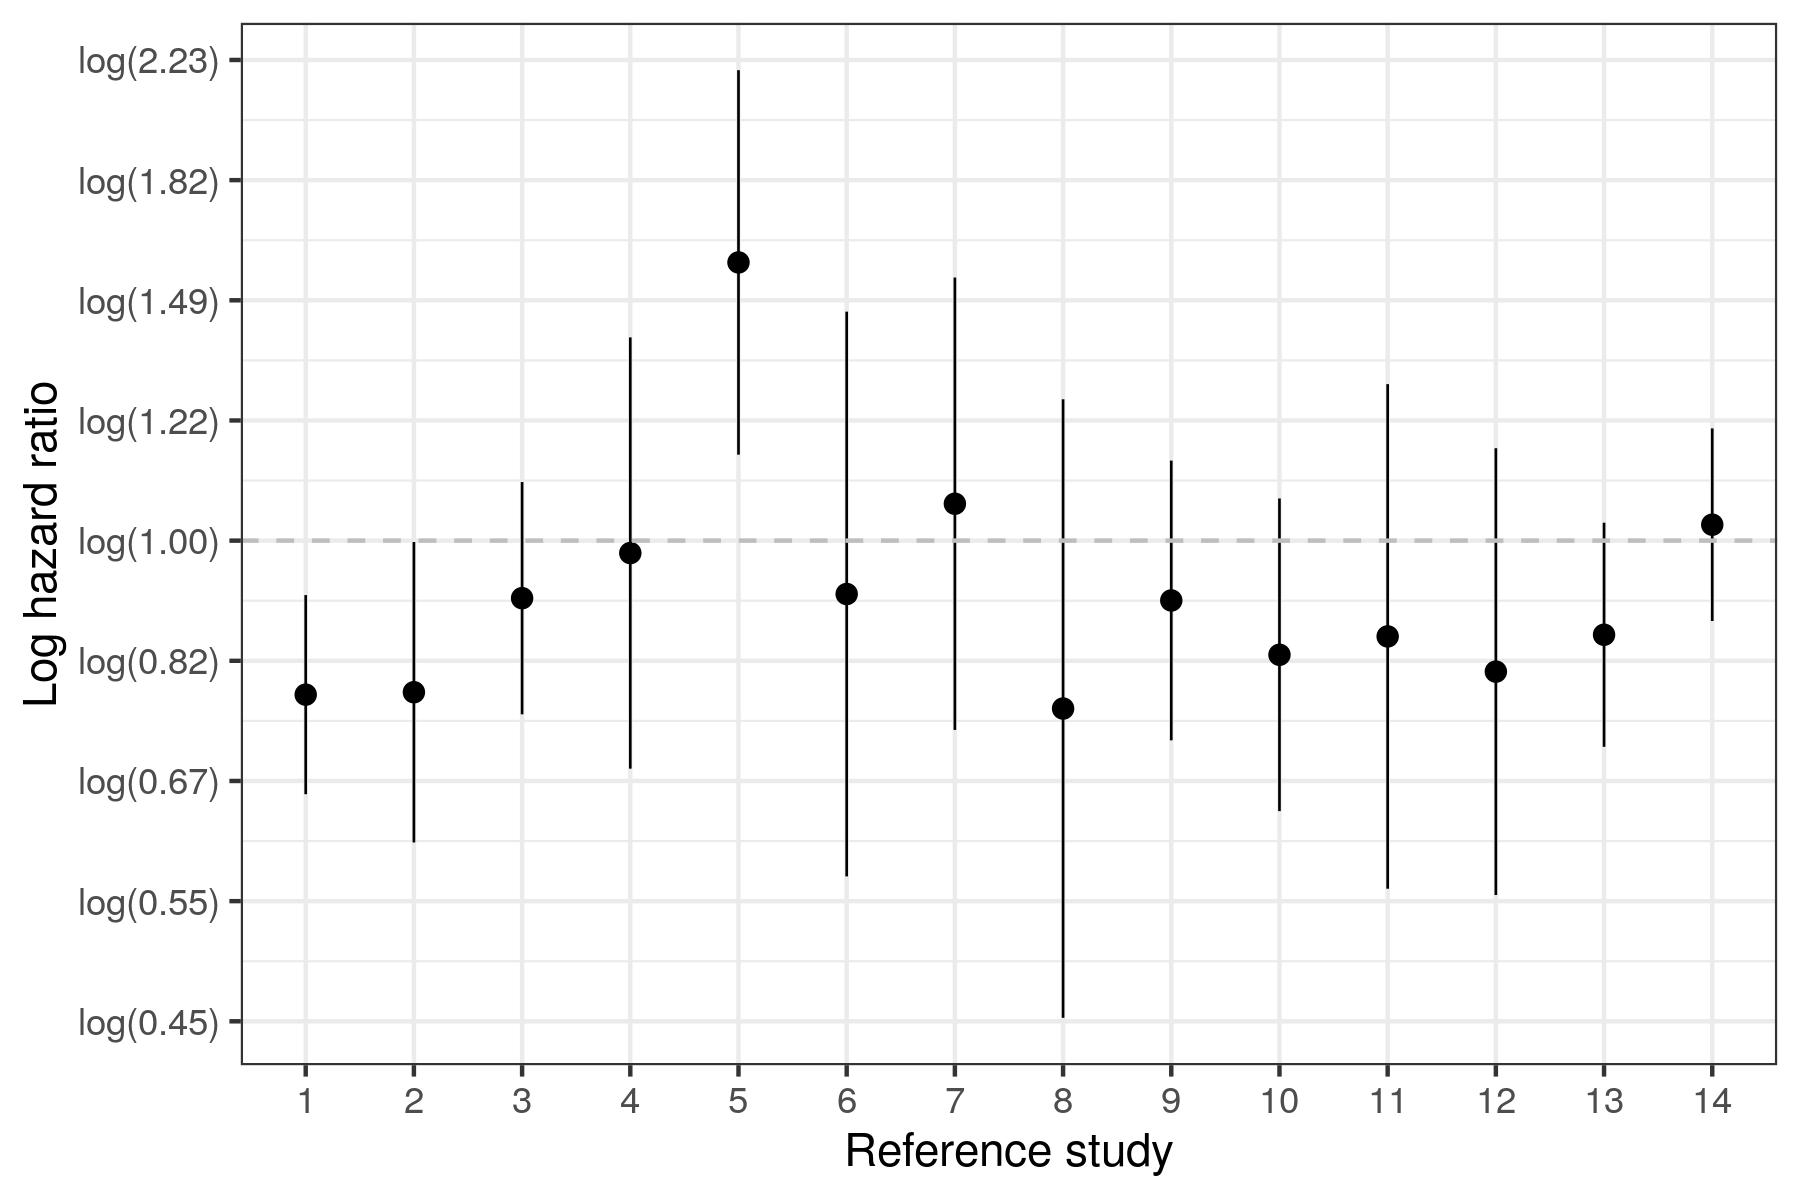 Log hazard ratio
log(2.23)
log(1.82)
log(1.49)
log(1.22)
log(1.00)
log(0.82)
log(0.67)
log(0.55)
log(0.45)
1 2 3 4 5 6 7 8 9 10 11 12 13 14
Reference study